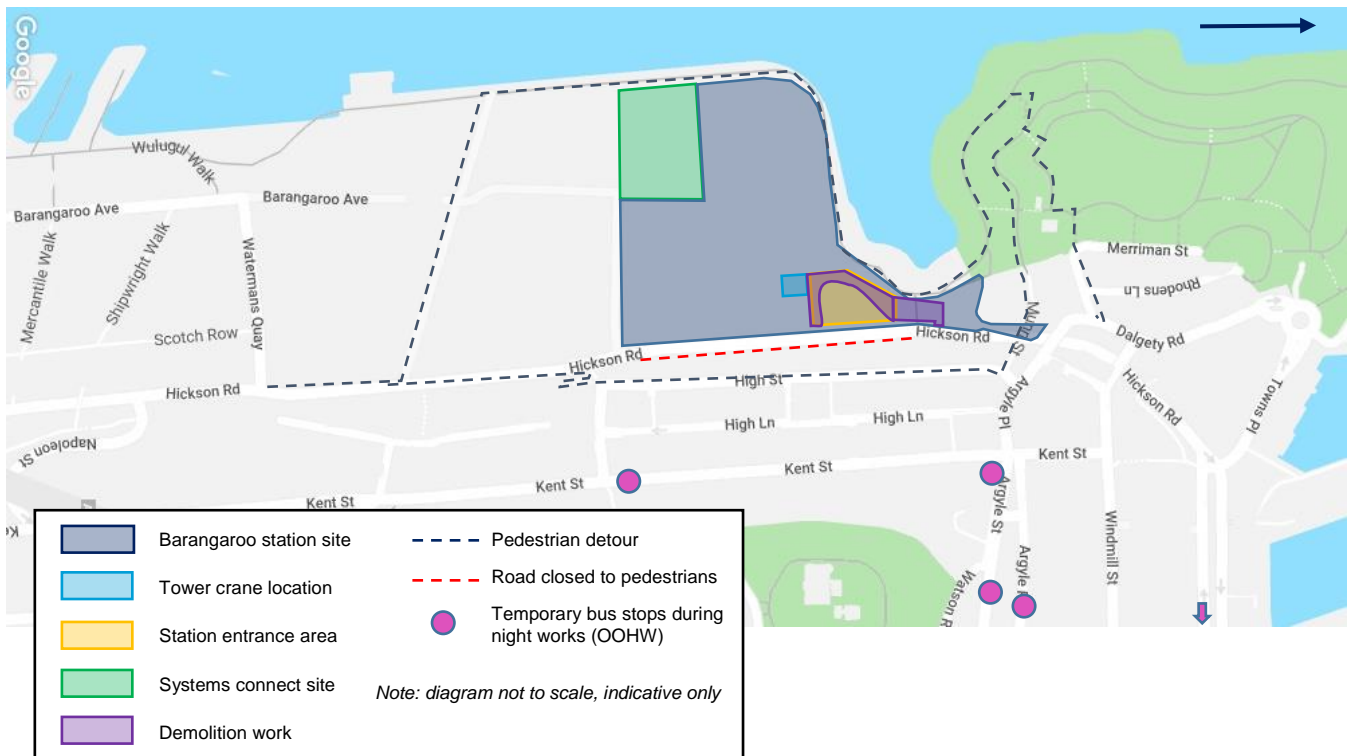 Google
Wulugul Walk
Barangaroo Ave
Barangaroo Ave
Mercantile Walk
Shipwright Walk
Watermans Quay
Scotch Row
Hickson Rd
Napoleon St
Hickson Rd
Hickson Rd
High St
High Ln
High Ln
Kent St
Kent St
Kent St
Kent St
Munn St
Argyle Pl
Merriman St
Rhodens Ln
Dalgety Rd
Hickson Rd
Towns Pl
Argyle St
Watson R
Argyle
Windmill St
Barangaroo station site
Tower crane location
Station entrance area
Systems connect site
Demolition work
Pedestrian detour
Road closed to pedestrians
Temporary bus stops during
night works (OOHW)
Note: diagram not to scale, indicative only